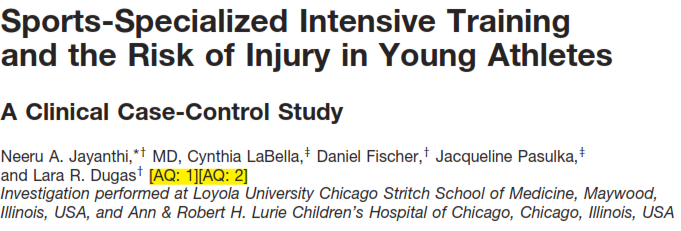 Sports-Specialized Intensive Training
and the Risk of Injury in Young Athletes
A Clinical Case-Control Study
Neeru A. Jayanthi,*† MD, Cynthia LaBella,‡ Daniel Fischer,† Jacqueline Pasulka,‡
and Lara R. Dugas† [AQ: 1][AQ: 2]
Investigation performed at Loyola University Chicago Stritch School of Medicine, Maywood,
Illinois, USA, and Ann & Robert H. Lurie Children’s Hospital of Chicago, Chicago, Illinois, USA